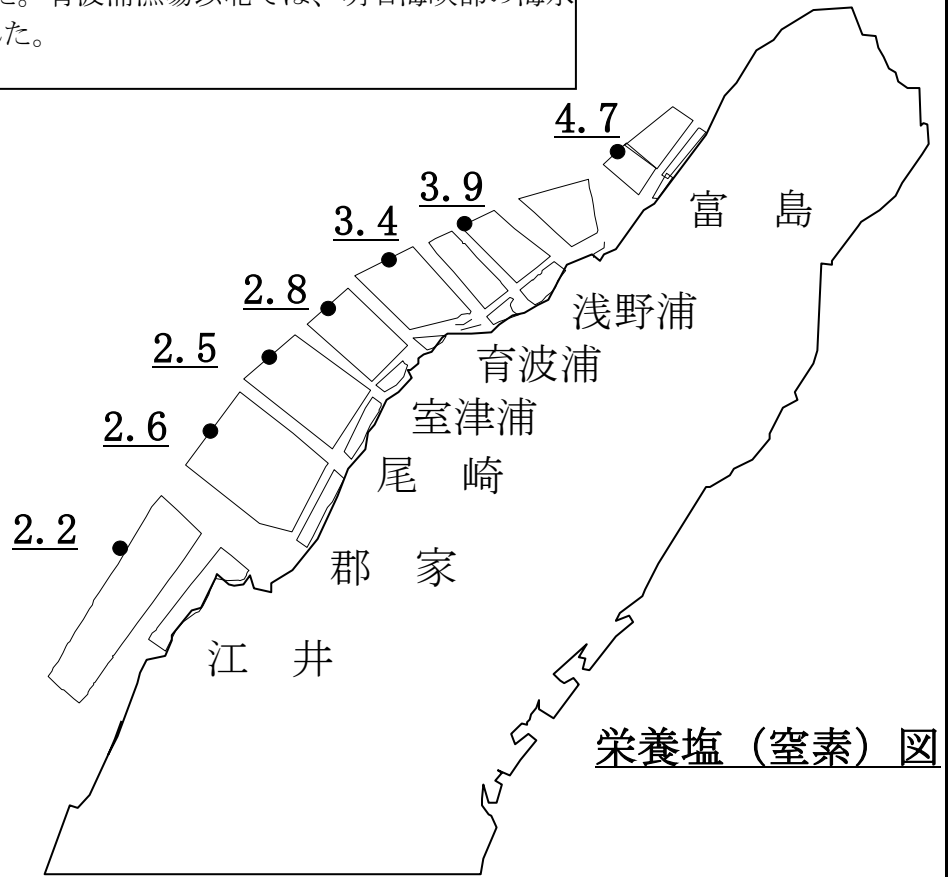 た。
4.7
富　島
3.9
3.4
浅野浦
2.8
育波浦
2.5
室津浦
2.6
尾　崎
2.2
郡　家
江　井
栄養塩（窒素）図